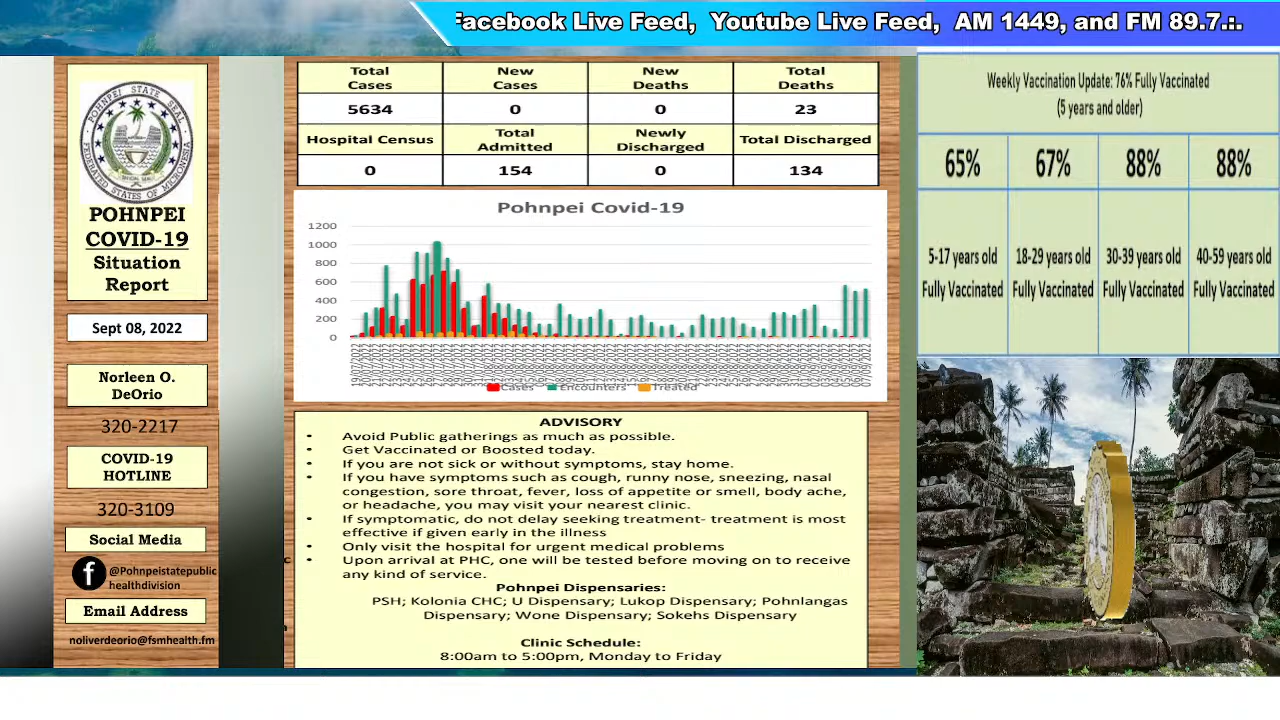 Facebook Live Feed, Youtube Live Feed, AM 1449, and FM 89.7.:.
POHNPEI STATE SEAL
FEDERATED STATES OF MICRONESIA
POHNPEI
COVID-19
Situation
Report
Sept 08, 2022
Norleen O.
DeOrio
320-2217
COVID-19
HOTLINE
320-3109
Social Media
@Pohnpeistatepublic
healthdivision
Email Address
noliverdeorio@fsmhealth.fm
Total Cases New Cases New Deaths Total Deaths
5634 0 0 23
Hospital Census Total Admitted Newly Discharged Total Discharged
0 154 0 134
Pohnpei Covid-19
1200
1000
800
600
400
200
0
Cases Encounters Treated
ADVISORY
• Avoid Public gatherings as much as possible.
• Get Vaccinated or Boosted today.
• If you are not sick or without symptoms, stay home.
• If you have symptoms such as cough, runny nose, sneezing, nasal
congestion, sore throat, fever, loss of appetite or smell, body ache,
or headache, you may visit your nearest clinic.
• If symptomatic, do not delay seeking treatment- treatment is most
effective if given early in the illness
• Only visit the hospital for urgent medical problems
• Upon arrival at PHC, one will be tested before moving on to receive
any kind of service.
Pohnpei Dispensaries:
PSH; Kolonia CHC; U Dispensary; Lukop Dispensary; Pohnlangas
Dispensary; Wone Dispensary; Sokehs Dispensary
Clinic Schedule:
8:00am to 5:00pm, Monday to Friday
Weekly Vaccination Update: 76% Fully Vaccinated
(5 years and older)
65% 67% 88% 88%
5-17 years old 18-29 years old 30-39 years old 40-59 years old
Fully Vaccinated Fully Vaccinated Fully Vaccinated Fully Vaccinated